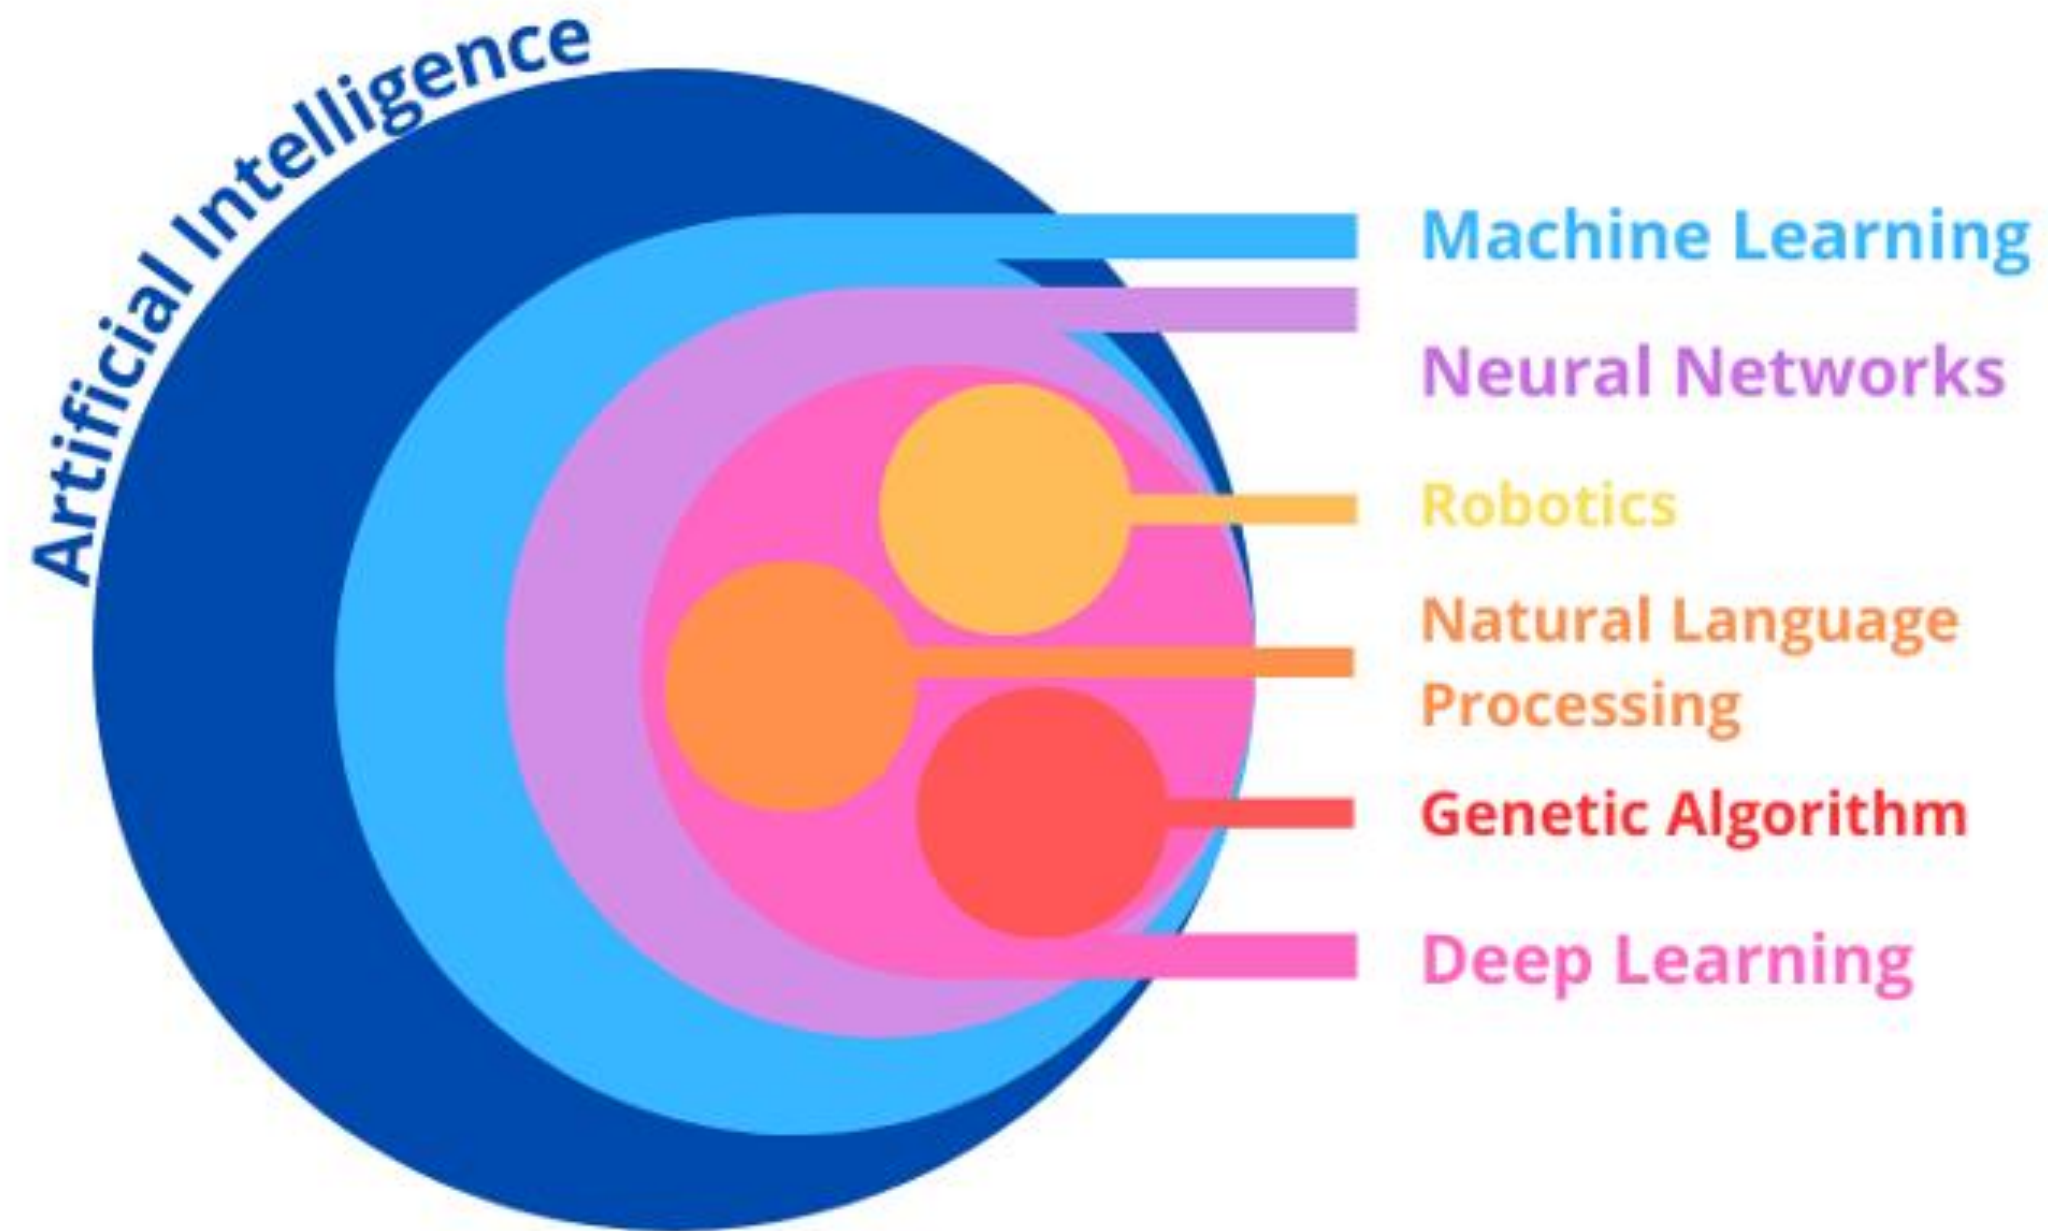 Artificial Intelligence
Machine Learning
Neural Networks
Robotics
Natural Language
Processing
Genetic Algorithm
Deep Learning